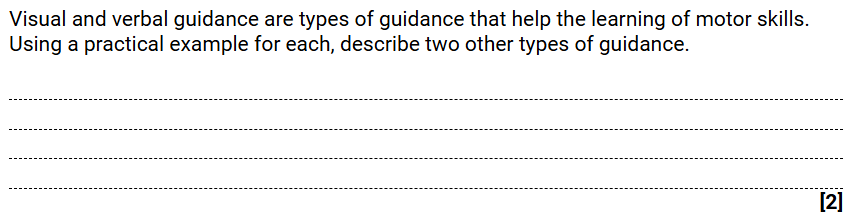 Visual and verbal guidance are types of guidance that help the learning of motor skills.
Using a practical example for each, describe two other types of guidance.
[2]